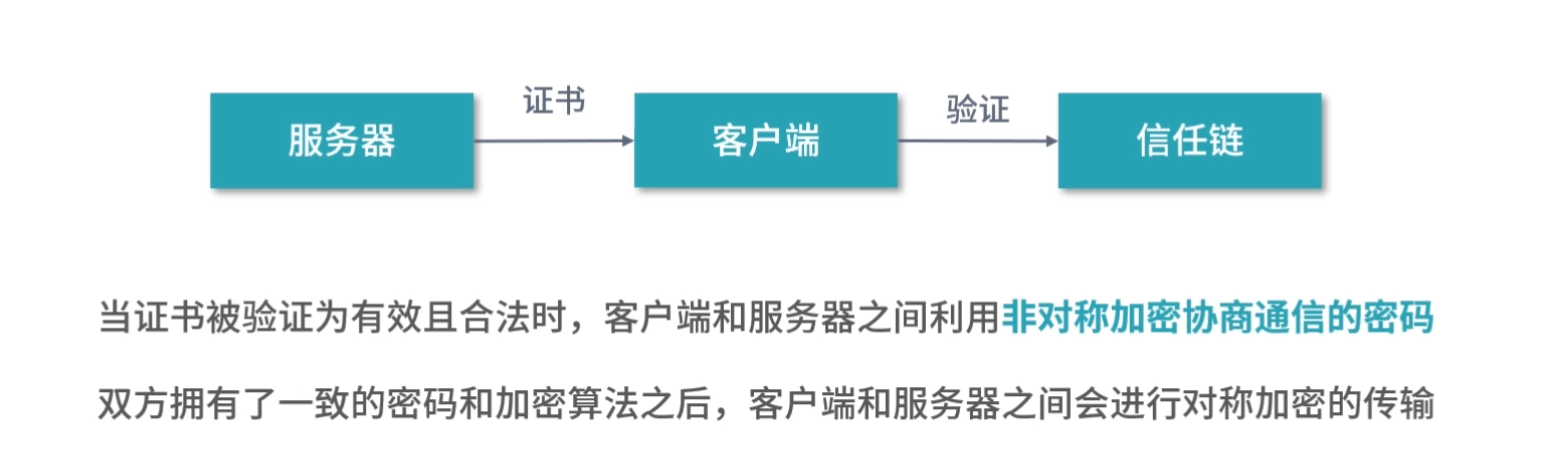 证书
验证
服务器
客户端
信任链
当证书被验证为有效且合法时，客户端和服务器之间利用非对称加密协商通信的密码
双方拥有了一致的密码和加密算法之后，客户端和服务器之间会进行对称加密的传输